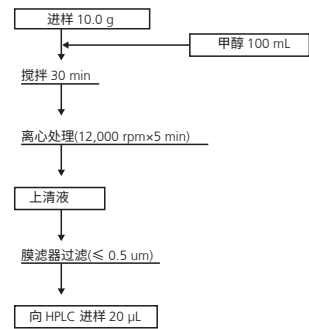 进样 10.0 g
甲醇 100 mL
搅拌 30 min
离心处理(12,000 rpm×5 min)
上清液
膜滤器过滤(≤ 0.5 um)
向 HPLC 进样 20 µL